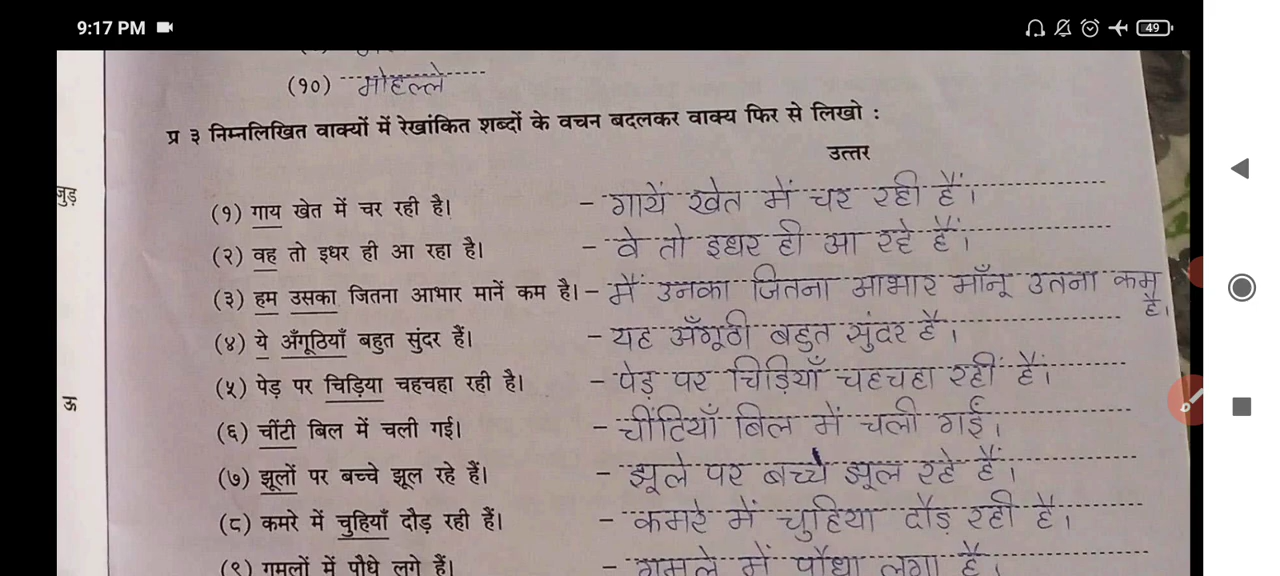 9:17 PM
49
(१०) मोहल्ले
प्र ३ निम्नलिखित वाक्यों में रेखांकित शब्दों के वचन बदलकर वाक्य फिर से लिखो :
उत्तर
जुड़
(१) गाय खेत में चर रही है। – गायें खेत में चर रही हैं।
(२) वह तो इधर ही आ रहा है। – वे तो इधर ही आ रहे हैं।
(३) हम उसका जितना आभार मानें कम है। – मैं उनका जितना आभार माँनू उतना कम है।
(४) ये अँगूठियाँ बहुत सुंदर हैं। – यह अँगूठी बहुत सुंदर है।
(५) पेड़ पर चिड़िया चहचहा रही है। – पेड़ पर चिड़ियाँ चहचहा रहीं हैं।
ऊ
(६) चींटी बिल में चली गई। – चींटियाँ बिल में चली गईं।
(७) झूलों पर बच्चे झूल रहे हैं। – झूले पर बच्चे झूल रहे हैं।
(८) कमरे में चुहियाँ दौड़ रही हैं। – कमरे में चुहिया दौड़ रही है।
(९) गमलों में पौधे लगे हैं। – गमले में पौधा लगा है।